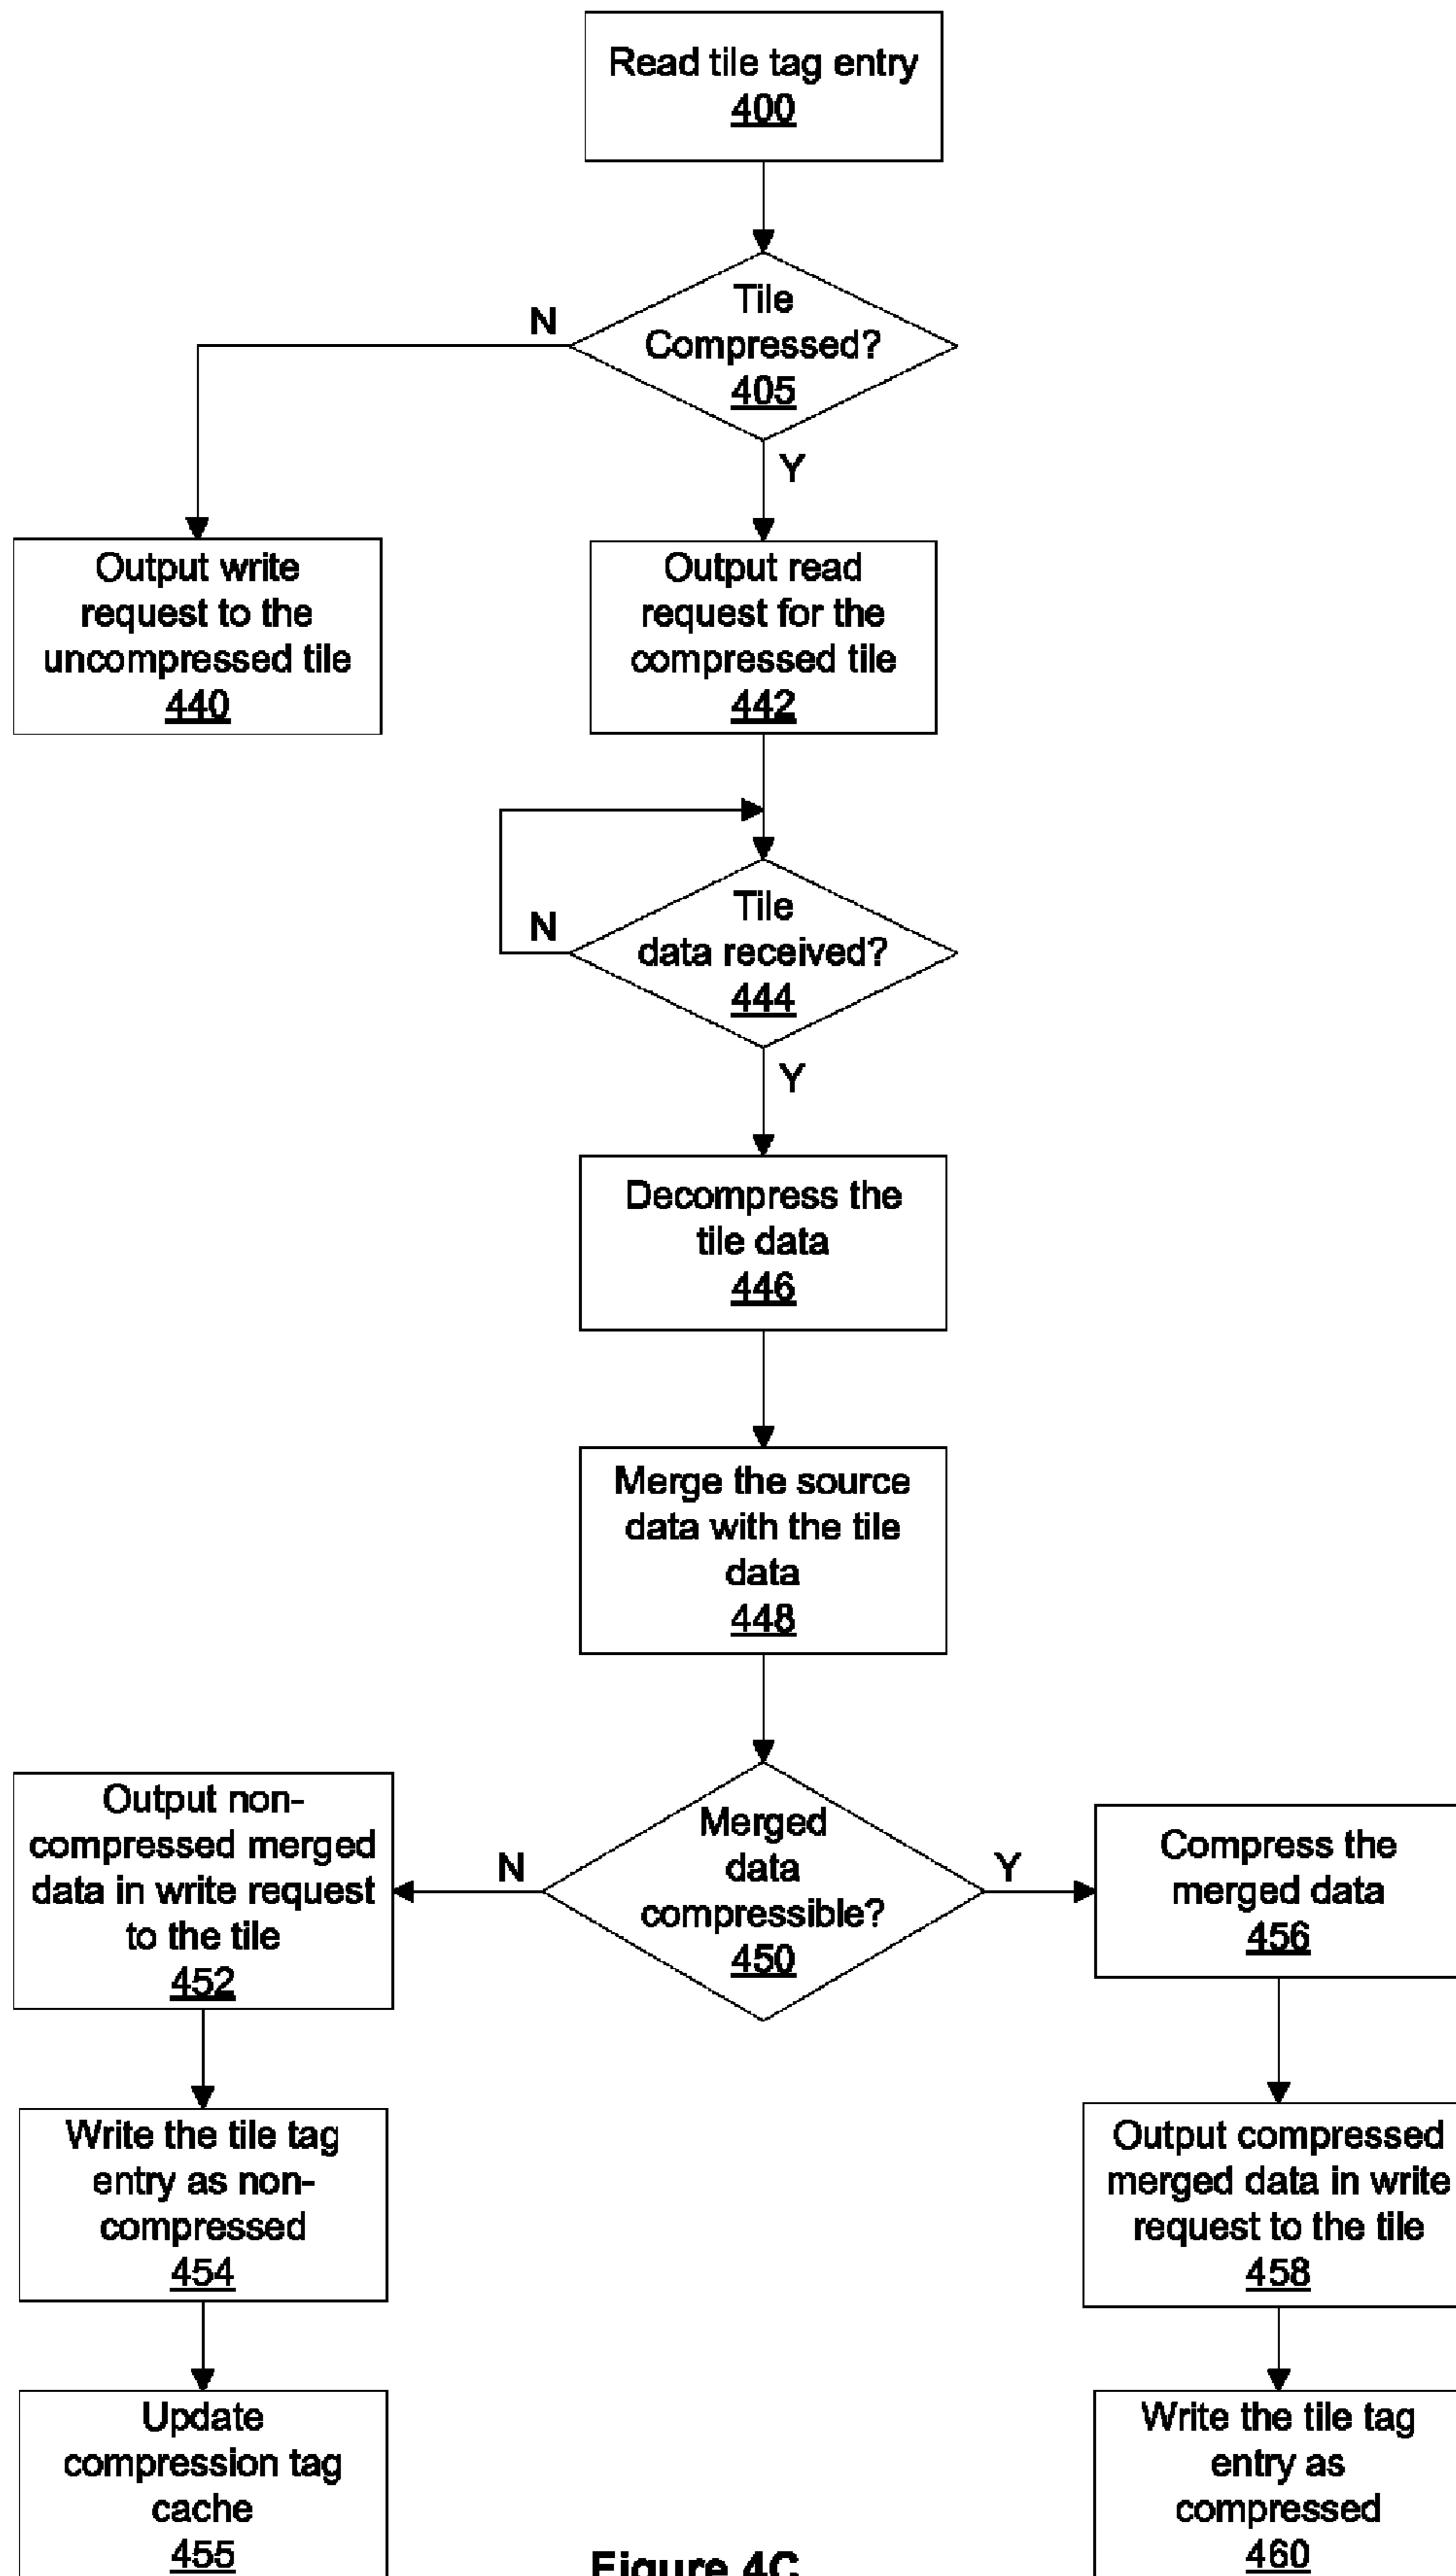 Read tile tag entry
400
Tile
Compressed?
405
N
Y
Output write
request to the
uncompressed tile
440
Output read
request for the
compressed tile
442
Tile
data received?
444
N
Y
Decompress the
tile data
446
Merge the source
data with the tile
data
448
Merged
data
compressible?
450
N
Y
Output non-
compressed merged
data in write request
to the tile
452
Compress the
merged data
456
Write the tile tag
entry as non-
compressed
454
Output compressed
merged data in write
request to the tile
458
Update
compression tag
cache
455
Write the tile tag
entry as
compressed
460
Figure 4C